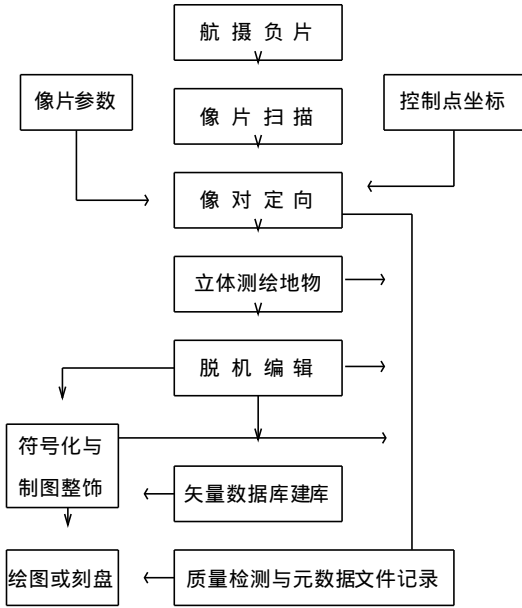 航摄负片
像片参数
像片扫描
控制点坐标
像对定向
立体测绘地物
脱机编辑
符号化与
制图整饰
矢量数据库建库
绘图或刻盘
质量检测与元数据文件记录